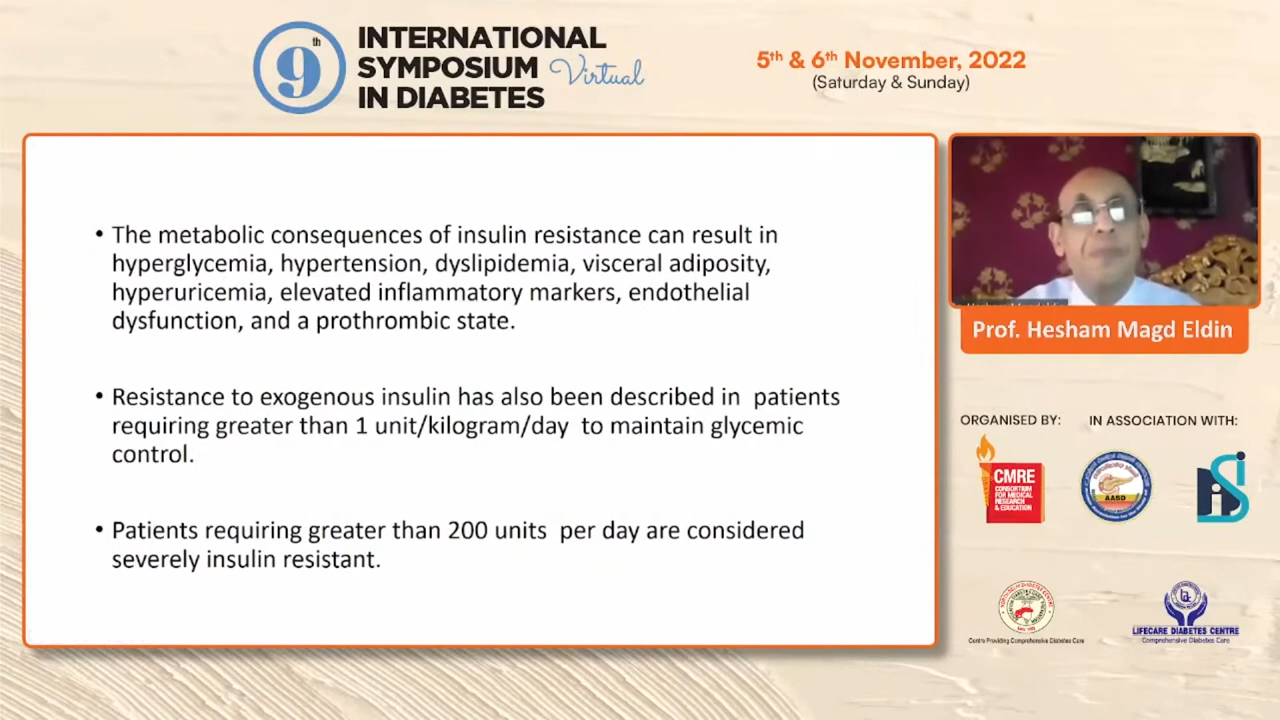 9th
INTERNATIONAL
SYMPOSIUM Virtual
IN DIABETES
5th & 6th November, 2022
(Saturday & Sunday)
• The metabolic consequences of insulin resistance can result in
hyperglycemia, hypertension, dyslipidemia, visceral adiposity,
hyperuricemia, elevated inflammatory markers, endothelial
dysfunction, and a prothrombic state.
• Resistance to exogenous insulin has also been described in patients
requiring greater than 1 unit/kilogram/day to maintain glycemic
control.
• Patients requiring greater than 200 units per day are considered
severely insulin resistant.
Prof. Hesham Magd Eldin
ORGANISED BY:
IN ASSOCIATION WITH:
CMRE
CONSORTIUM
FOR MEDICAL
RESEARCH
& EDUCATION
AASD
Centre Providing Comprehensive Diabetes Care
LIFECARE DIABETES CENTRE
Comprehensive Diabetes Care